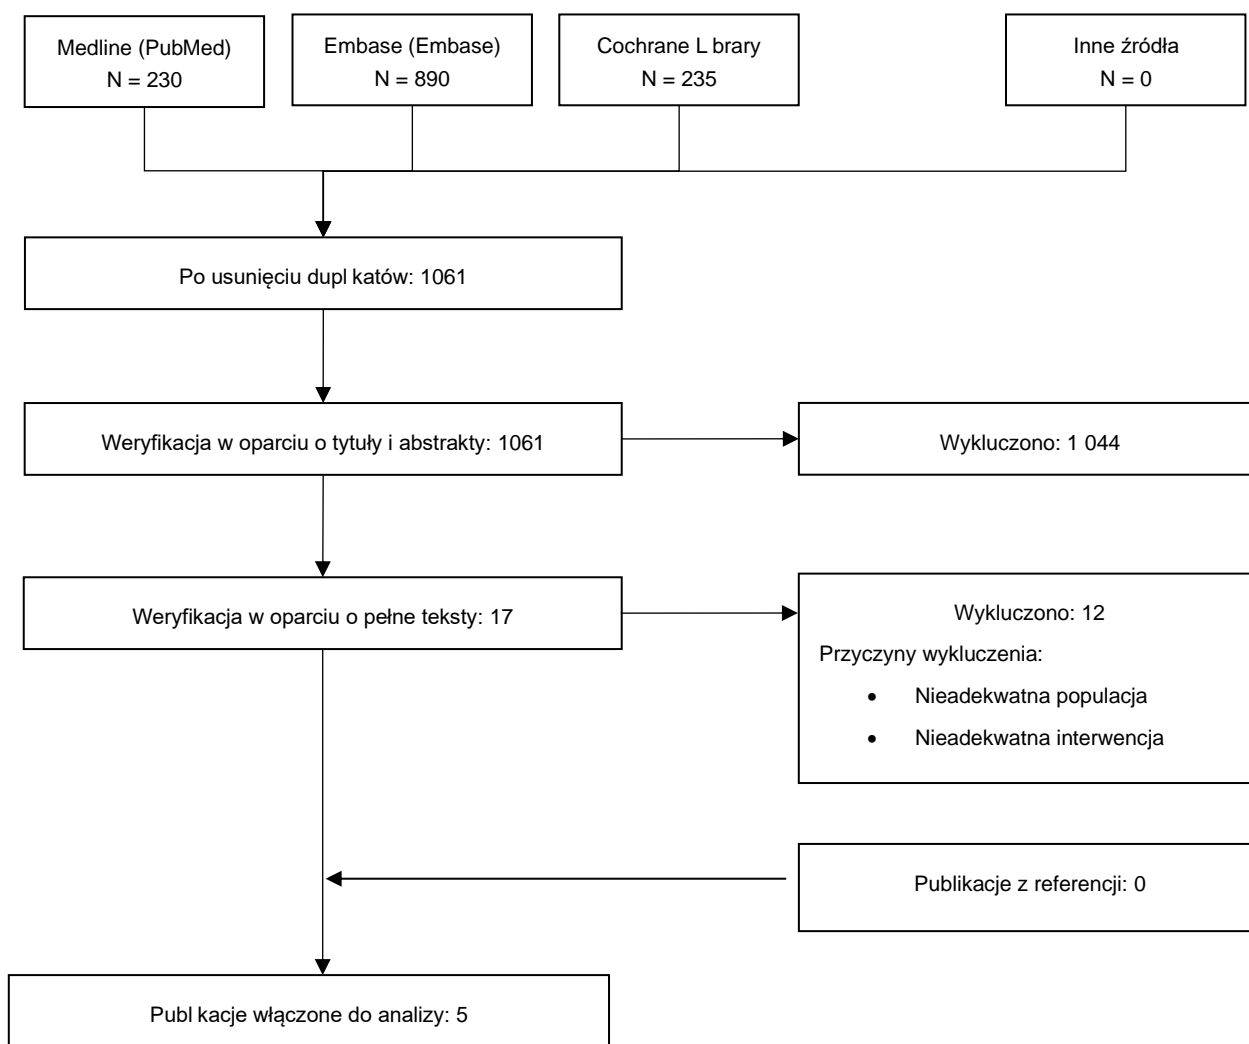 Medline (PubMed)
N = 230
Embase (Embase)
N = 890
Cochrane L brary
N = 235
Inne źródła
N = 0
Po usunięciu dupl katów: 1061
Weryfikacja w oparciu o tytuły i abstrakty: 1061
Wykluczono: 1 044
Weryfikacja w oparciu o pełne teksty: 17
Wykluczono: 12
Przyczyny wykluczenia:
• Nieadekwatna populacja
• Nieadekwatna interwencja
Publikacje z referencji: 0
Publ kacje włączone do analizy: 5